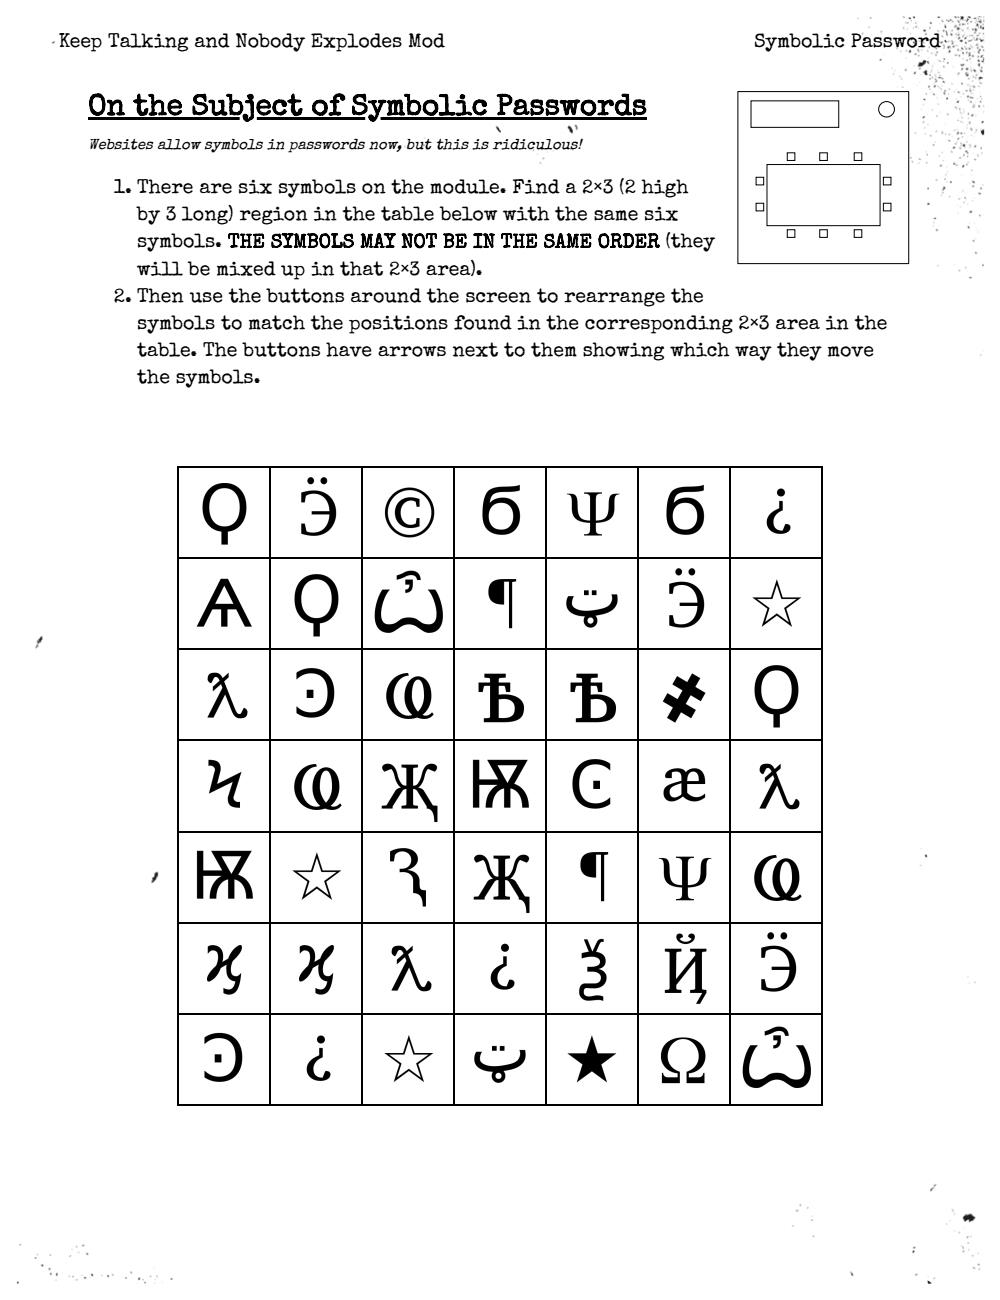 Keep Talking and Nobody Explodes Mod
Symbolic Password
On the Subject of Symbolic Passwords
Websites allow symbols in passwords now, but this is ridiculous!
1. There are six symbols on the module. Find a 2×3 (2 high
by 3 long) region in the table below with the same six
symbols. THE SYMBOLS MAY NOT BE IN THE SAME ORDER (they
will be mixed up in that 2×3 area).
2. Then use the buttons around the screen to rearrange the
symbols to match the positions found in the corresponding 2×3 area in the
table. The buttons have arrows next to them showing which way they move
the symbols.
Ϙ Ӭ © б Ψ б ¿
Ѧ Ϙ Ѽ ¶ ټ Ӭ ☆
ƛ Ͽ Ҩ Ѣ Ѣ ҂ Ϙ
Ϟ Ҩ Җ Ѭ Ͼ æ ƛ
Ѭ ☆ Ԇ Җ ¶ Ψ Ҩ
ϗ ϗ ƛ ¿ Ѯ Ҋ Ӭ
Ͽ ¿ ☆ ټ ★ Ω Ѽ